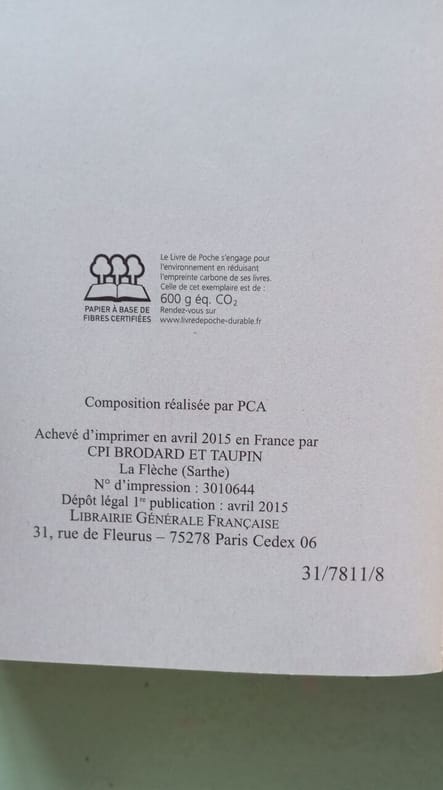 Le Livre de Poche s'engage pour
l'environnement en réduisant
l'empreinte carbone de ses livres.
Celle de cet exemplaire est de :
600 g éq. CO₂
Rendez-vous sur
www.livredepoche-durable.fr
PAPIER À BASE DE
FIBRES CERTIFIÉES
Composition réalisée par PCA
Achevé d'imprimer en avril 2015 en France par
CPI BRODARD ET TAUPIN
La Flèche (Sarthe)
N° d'impression : 3010644
Dépôt légal 1re publication : avril 2015
LIBRAIRIE GÉNÉRALE FRANÇAISE
31, rue de Fleurus – 75278 Paris Cedex 06
31/7811/8